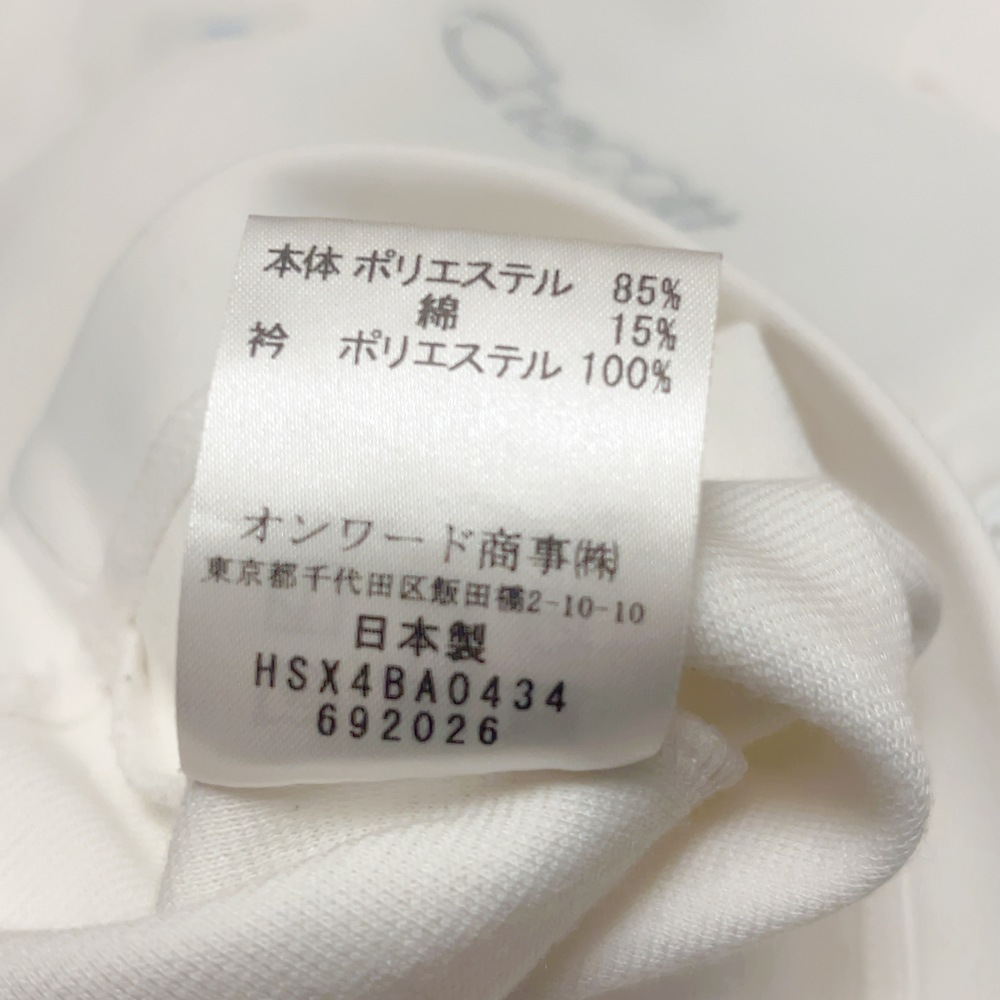 Chacott
本体 ポリエステル 85%
綿 15%
衿 ポリエステル 100%
オンワード商事㈱
東京都千代田区飯田橋2-10-10
日本製
HSX4BA0434
692026